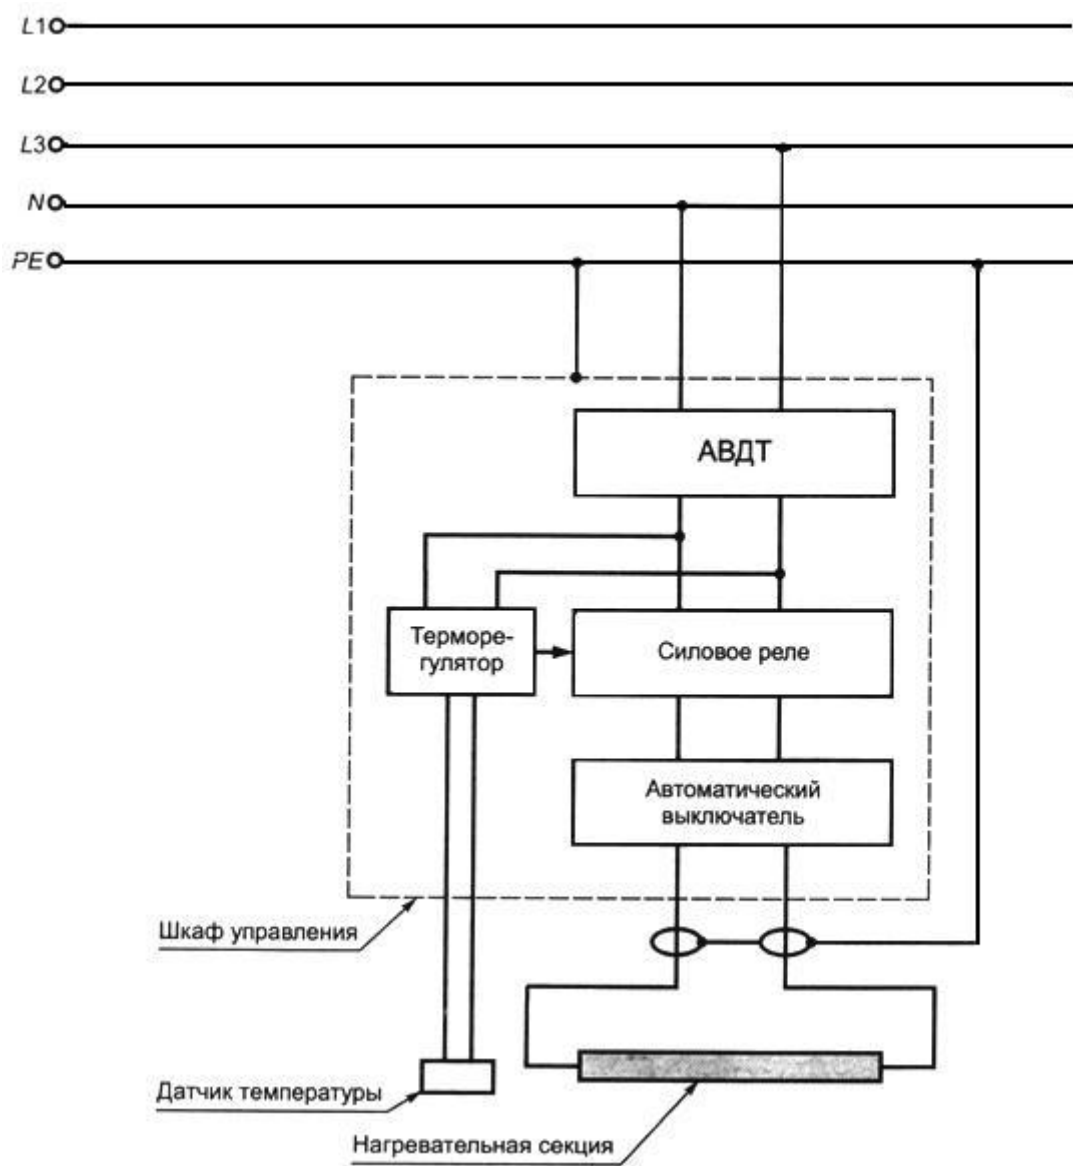 L1
L2
L3
N
PE
АВДТ
Терморе-
гулятор
Силовое реле
Автоматический
выключатель
Шкаф управления
Датчик температуры
Нагревательная секция